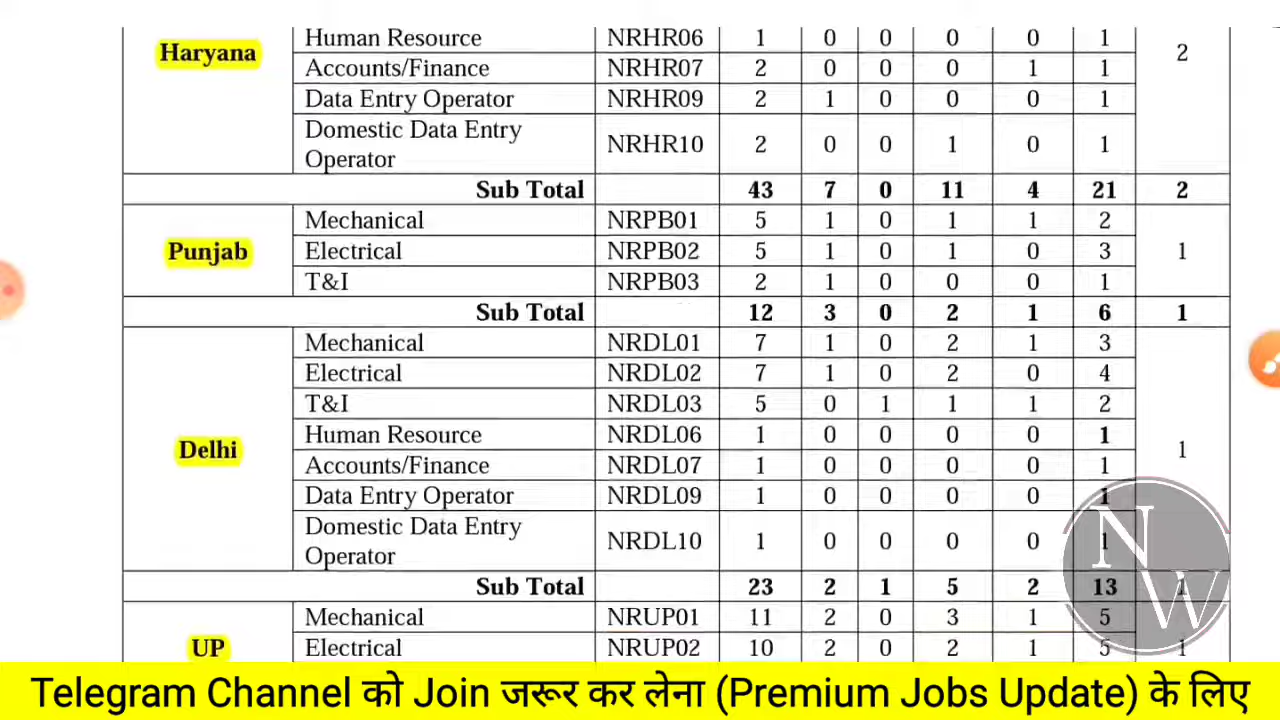 Human Resource NRHR06 1 0 0 0 0 1
Haryana 2
Accounts/Finance NRHR07 2 0 0 0 1 1
Data Entry Operator NRHR09 2 1 0 0 0 1
Domestic Data Entry
Operator NRHR10 2 0 0 1 0 1
Sub Total 43 7 0 11 4 21 2
Mechanical NRPB01 5 1 0 1 1 2
Punjab Electrical NRPB02 5 1 0 1 0 3 1
T&I NRPB03 2 1 0 0 0 1
Sub Total 12 3 0 2 1 6 1
Mechanical NRDL01 7 1 0 2 1 3
Electrical NRDL02 7 1 0 2 0 4
T&I NRDL03 5 0 1 1 1 2
Human Resource NRDL06 1 0 0 0 0 1
Delhi 1
Accounts/Finance NRDL07 1 0 0 0 0 1
Data Entry Operator NRDL09 1 0 0 0 0 1
Domestic Data Entry
Operator NRDL10 1 0 0 0 0 1
Sub Total 23 2 1 5 2 13 1
Mechanical NRUP01 11 2 0 3 1 5
UP Electrical NRUP02 10 2 0 2 1 5 1
NW
Telegram Channel को Join जरूर कर लेना (Premium Jobs Update) के लिए